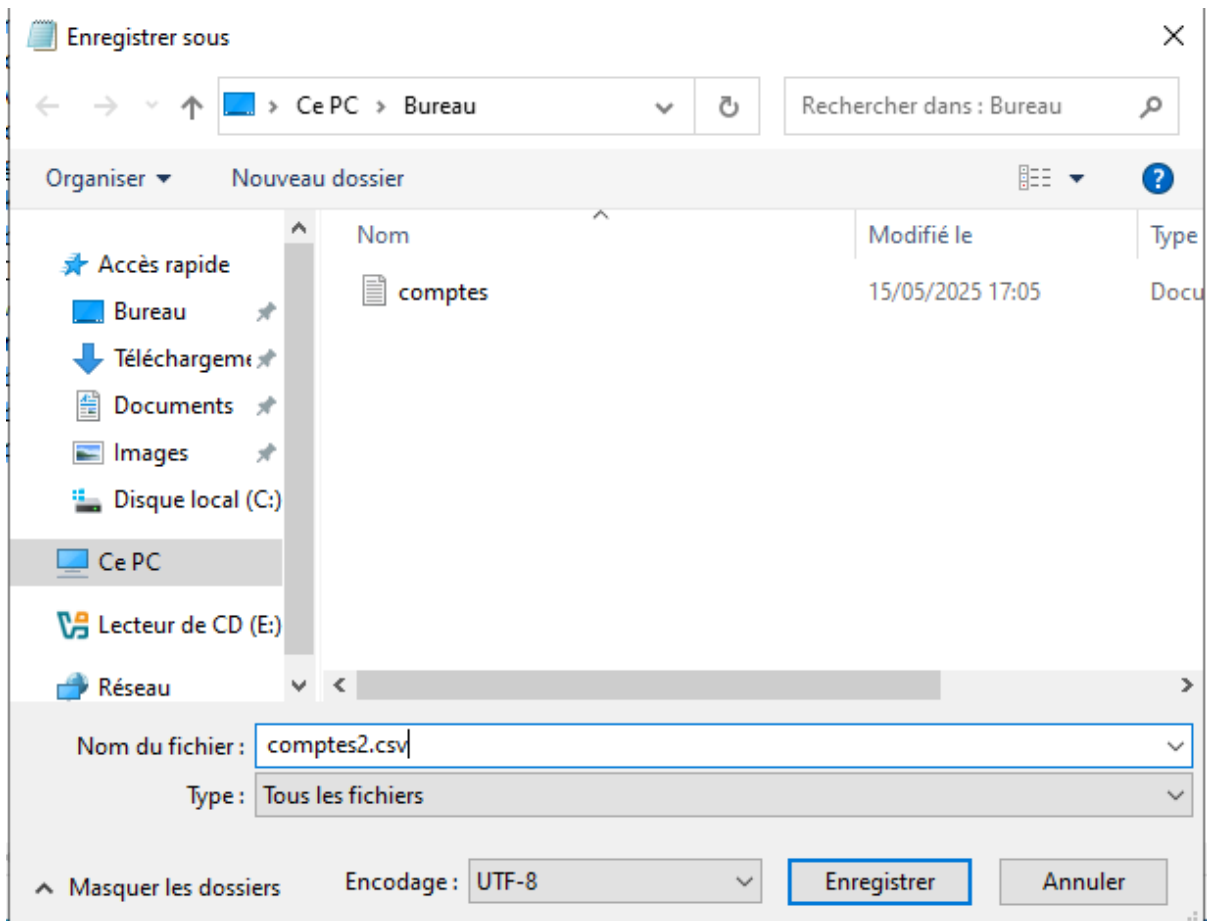 Enregistrer sous
Ce PC > Bureau
Rechercher dans : Bureau
Organiser
Nouveau dossier
Nom
Modifié le
Type
Accès rapide
comptes
15/05/2025 17:05
Docu
Bureau
Téléchargeme
Documents
Images
Disque local (C:)
Ce PC
Lecteur de CD (E:)
Réseau
Nom du fichier : comptes2.csv
Type : Tous les fichiers
Masquer les dossiers
Encodage : UTF-8
Enregistrer
Annuler